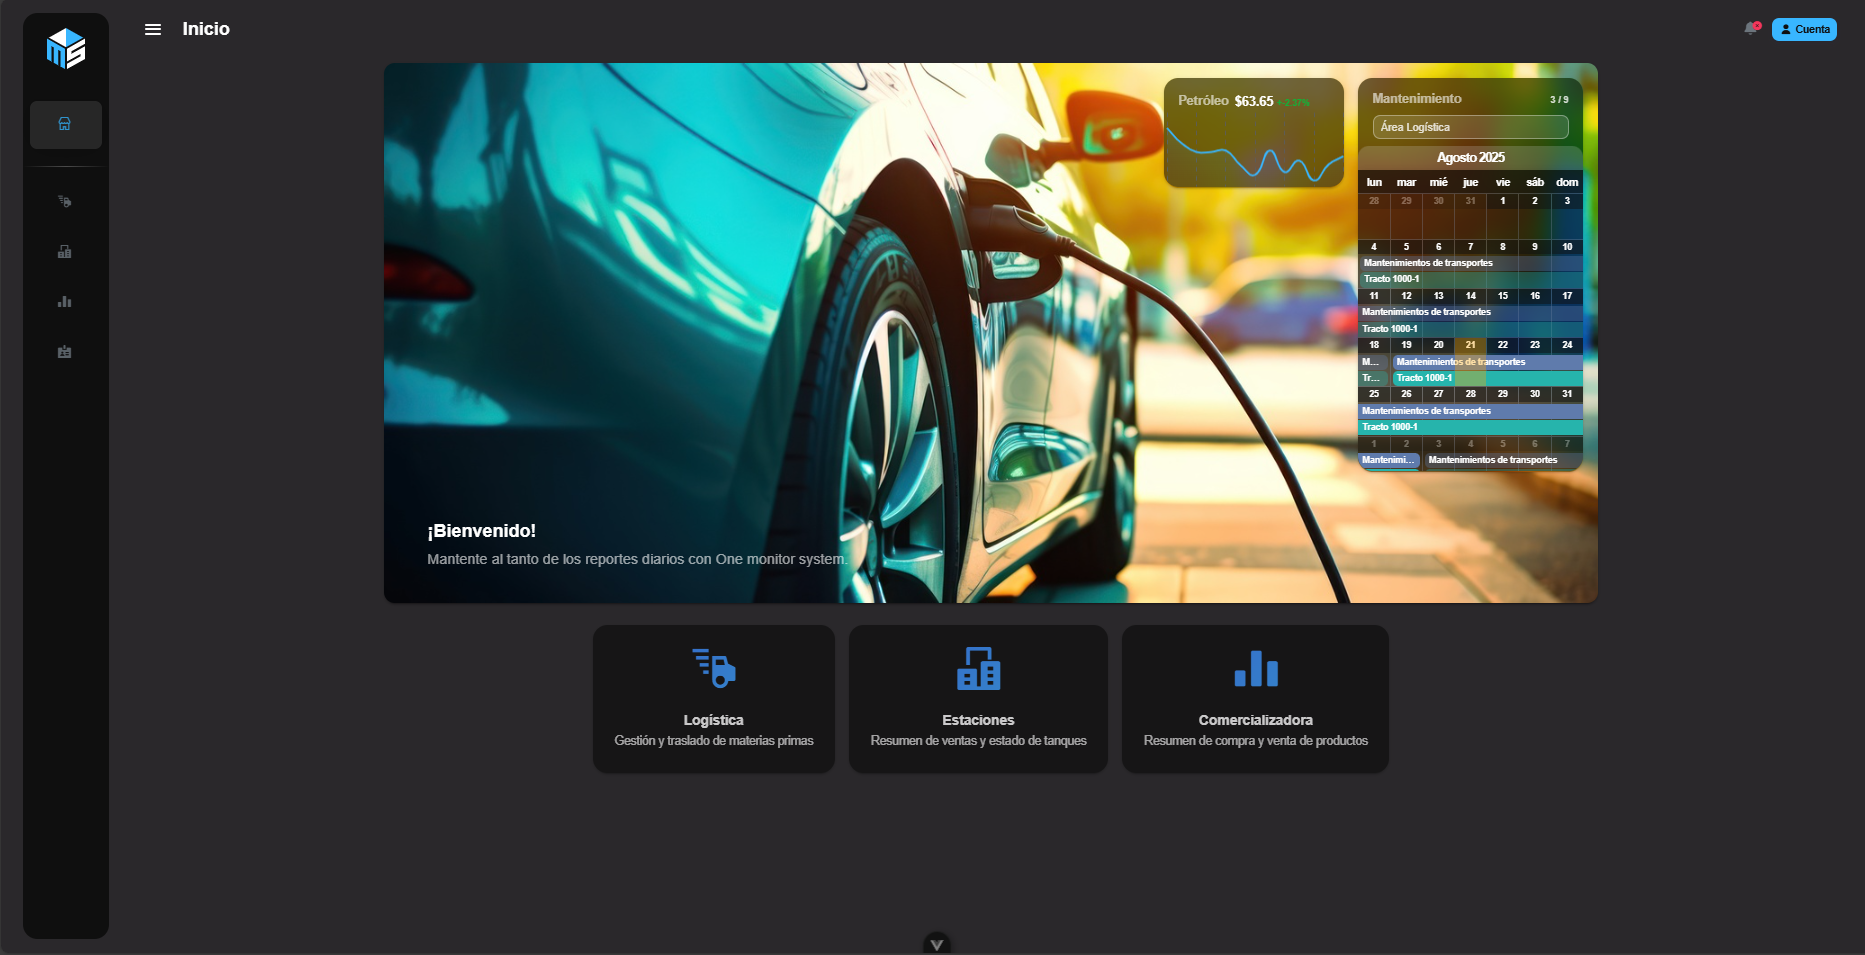 Inicio
Cuenta
Petróleo $63.65
Mantenimiento 3 / 9
Área Logística
Agosto 2025
lun mar mié jue vie sáb dom
28 29 30 31 1 2 3
4 5 6 7 8 9 10
Mantenimientos de transportes
Tracto 1000-1
11 12 13 14 15 16 17
Mantenimientos de transportes
Tracto 1000-1
18 19 20 21 22 23 24
M... Mantenimientos de transportes
Tr... Tracto 1000-1
25 26 27 28 29 30 31
Mantenimientos de transportes
Tracto 1000-1
1 2 3 4 5 6 7
Mantenimi... Mantenimientos de transportes
¡Bienvenido!
Mantente al tanto de los reportes diarios con One monitor system.
Logística
Gestión y traslado de materias primas
Estaciones
Resumen de ventas y estado de tanques
Comercializadora
Resumen de compra y venta de productos